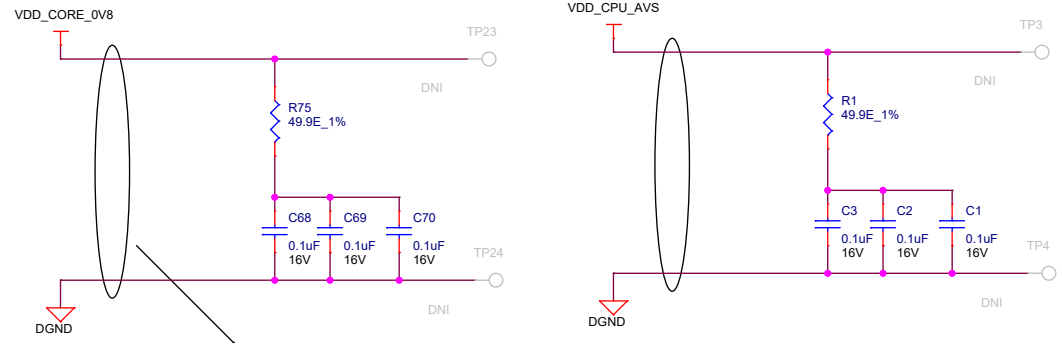 VDD_CORE_0V8
TP23
DNI
R75
49.9E_1%
C68
C69
C70
0.1uF
0.1uF
0.1uF
16V
16V
16V
TP24
DNI
DGND
VDD_CPU_AVS
TP3
DNI
R1
49.9E_1%
C3
C2
C1
0.1uF
0.1uF
0.1uF
16V
16V
16V
TP4
DNI
DGND